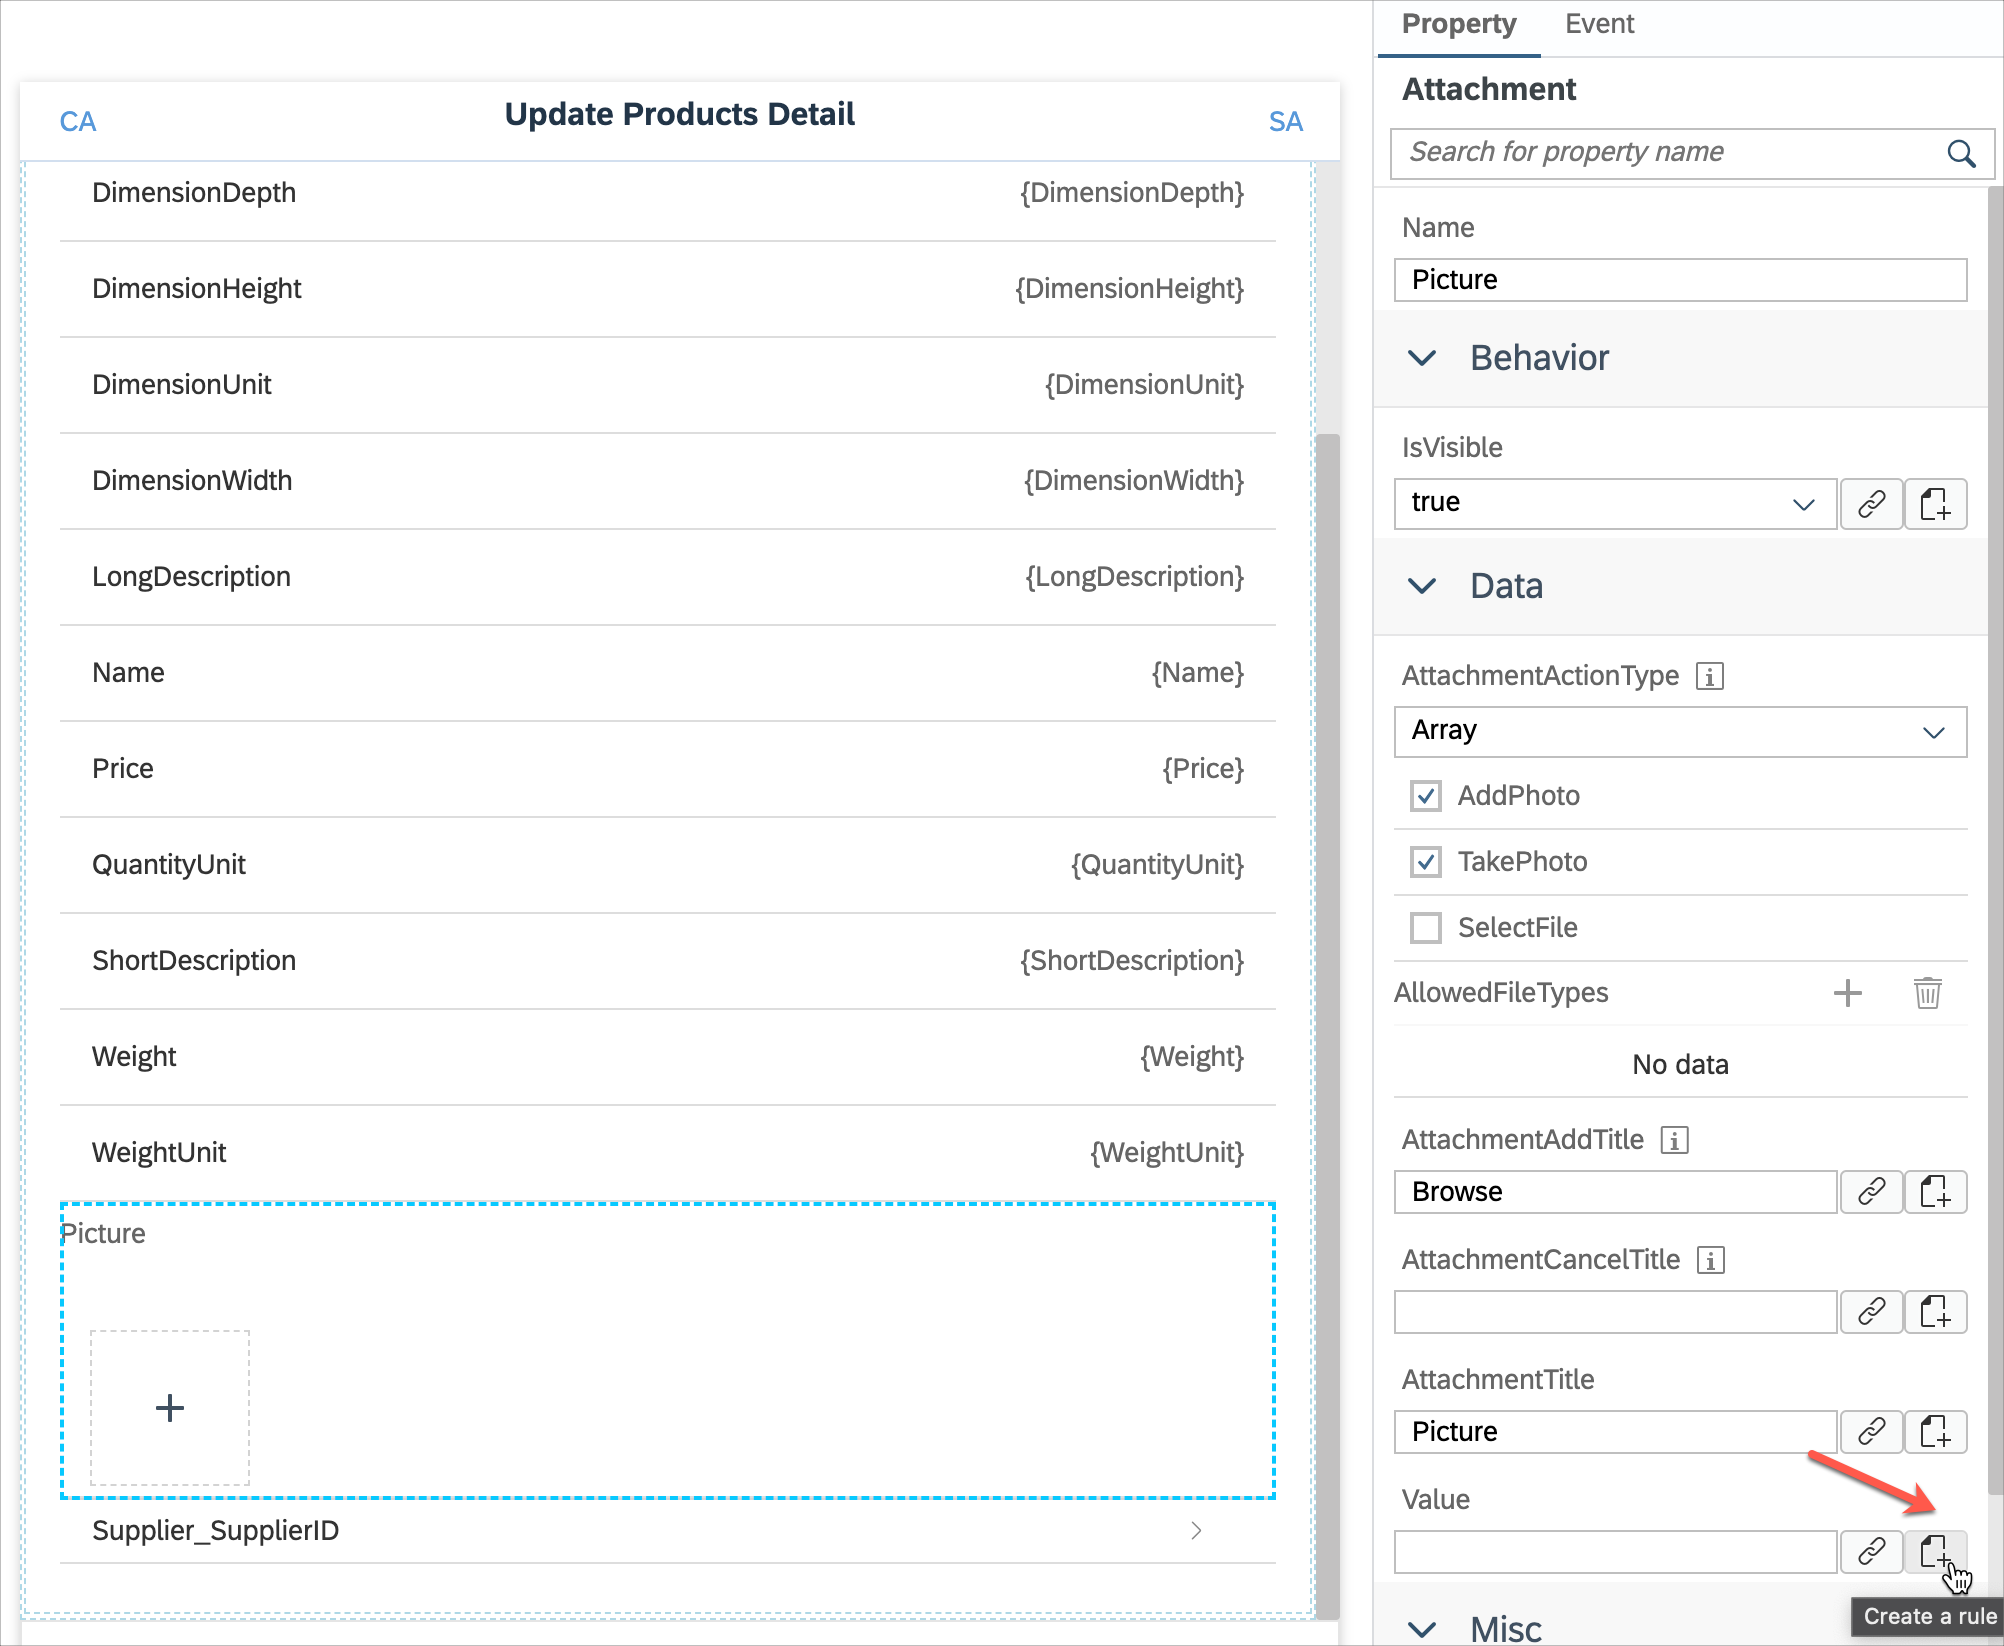 CA
Update Products Detail
SA
DimensionDepth {DimensionDepth}
DimensionHeight {DimensionHeight}
DimensionUnit {DimensionUnit}
DimensionWidth {DimensionWidth}
LongDescription {LongDescription}
Name {Name}
Price {Price}
QuantityUnit {QuantityUnit}
ShortDescription {ShortDescription}
Weight {Weight}
WeightUnit {WeightUnit}
Picture
+
Supplier_SupplierID
Property Event
Attachment
Search for property name
Name
Picture
Behavior
IsVisible
true
Data
AttachmentActionType i
Array
AddPhoto
TakePhoto
SelectFile
AllowedFileTypes
No data
AttachmentAddTitle i
Browse
AttachmentCancelTitle i
AttachmentTitle
Picture
Value
Create a rule
Misc